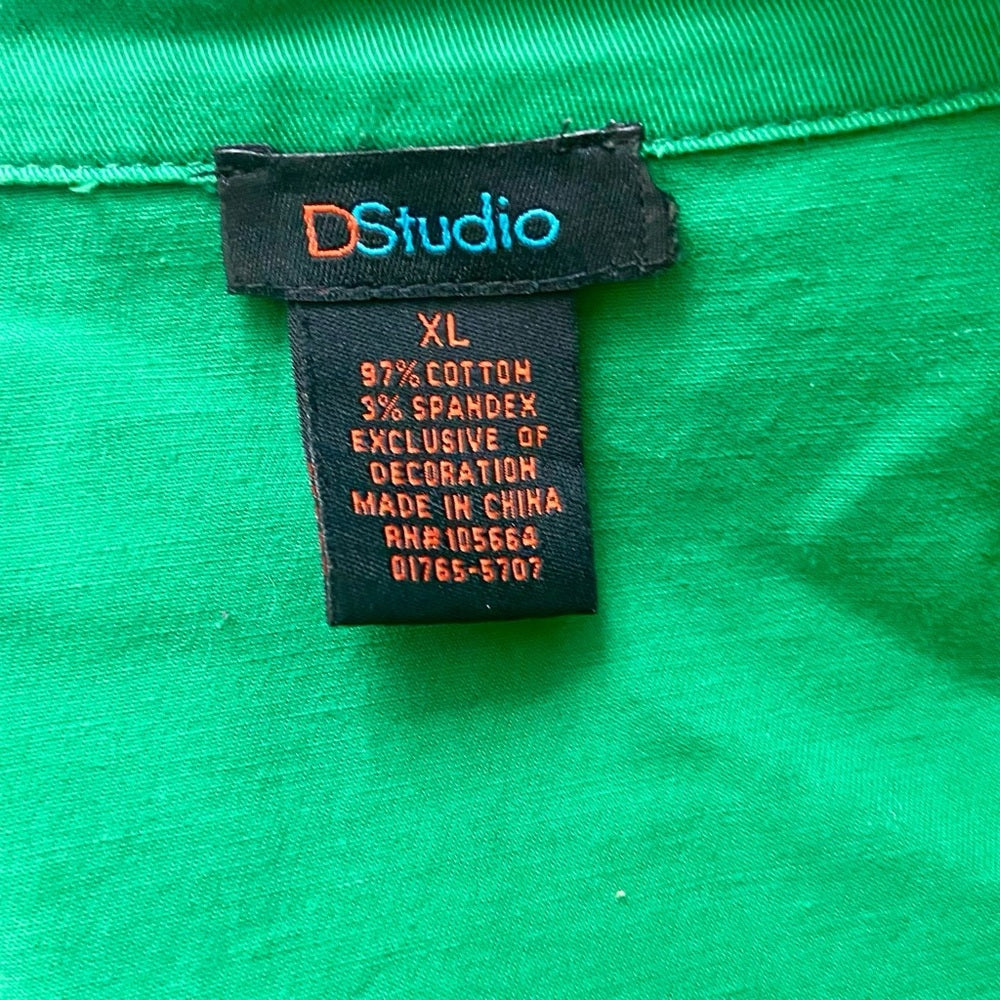 DStudio
XL
97% COTTON
3% SPANDEX
EXCLUSIVE OF
DECORATION
MADE IN CHINA
RN# 105664
01765-5707